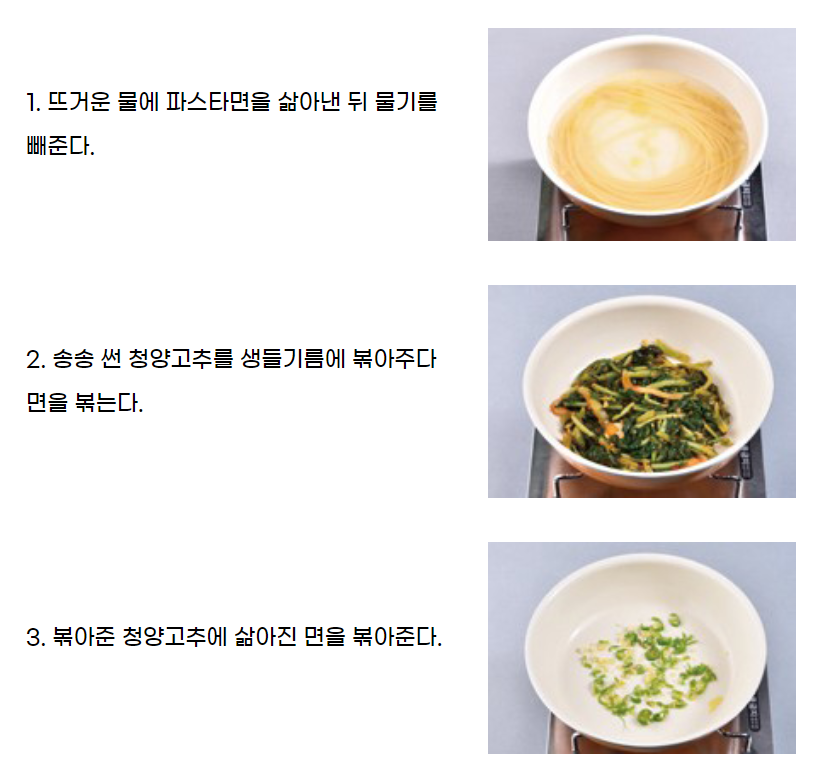 1. 뜨거운 물에 파스타면을 삶아낸 뒤 물기를
빼준다.
2. 송송 썬 청양고추를 생들기름에 볶아주다
면을 볶는다.
3. 볶아준 청양고추에 삶아진 면을 볶아준다.